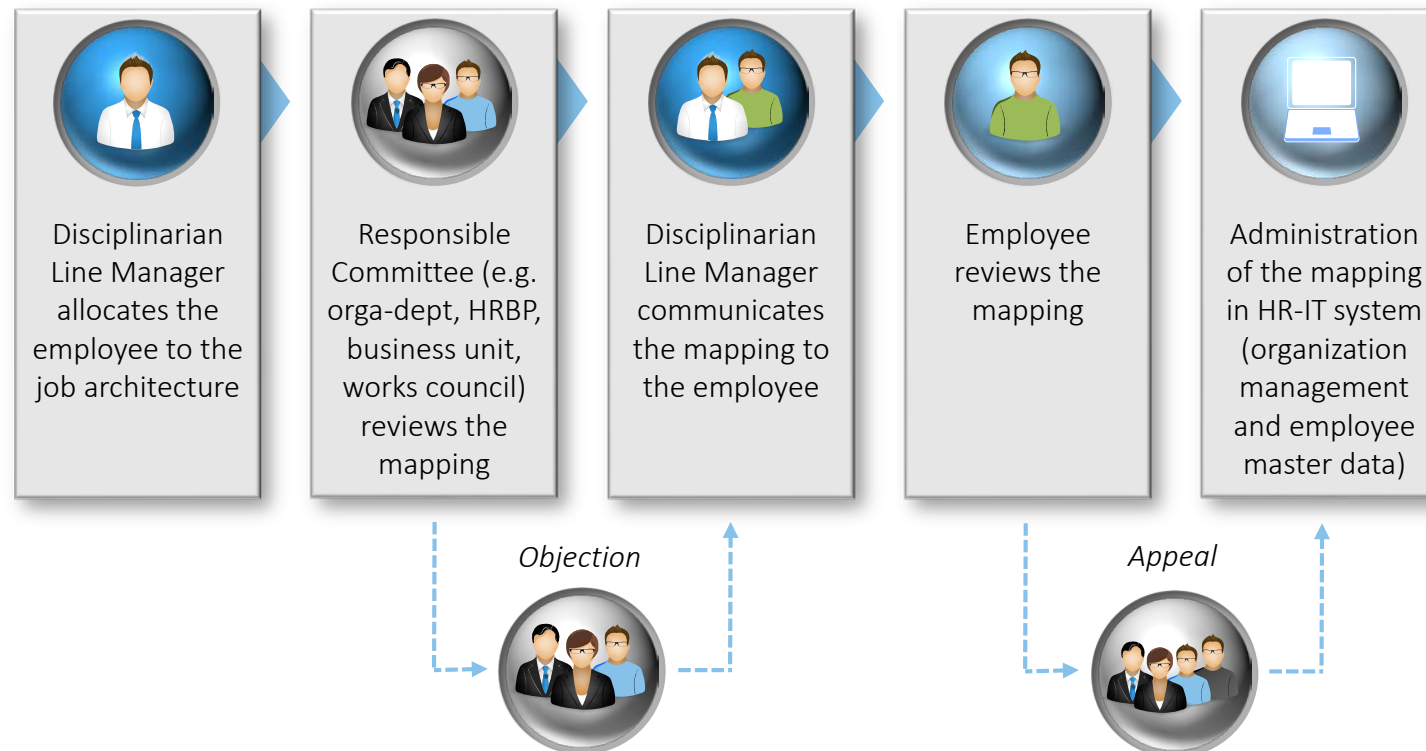 Disciplinarian
Line Manager
allocates the
employee to the
job architecture
Responsible
Committee (e.g.
orga-dept, HRBP,
business unit,
works council)
reviews the
mapping
Disciplinarian
Line Manager
communicates
the mapping to
the employee
Employee
reviews the
mapping
Administration
of the mapping
in HR-IT system
(organization
management
and employee
master data)
Objection
Appeal